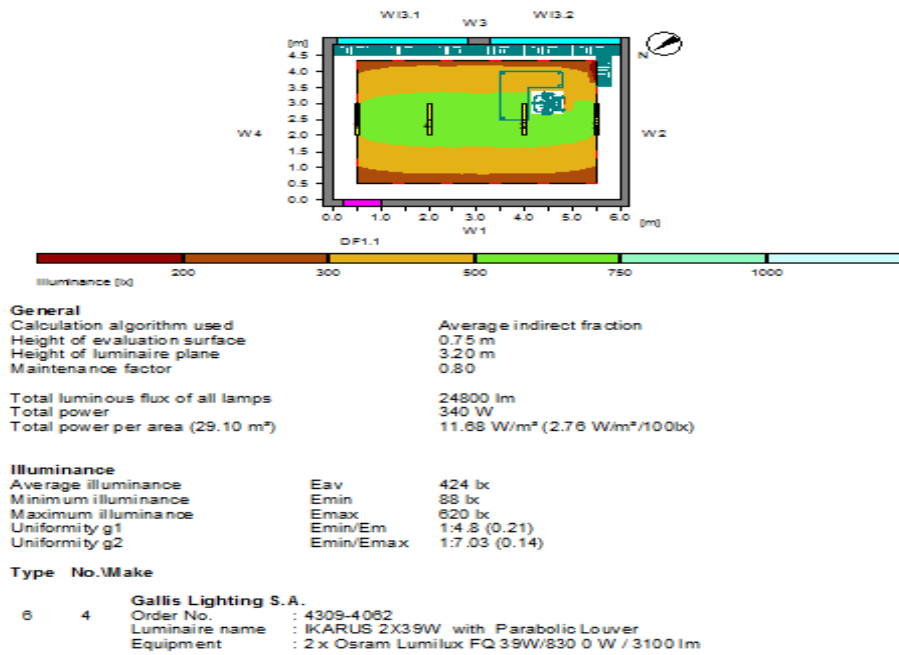 WI3.1 W3 WI3.2
[m]
4.5 N
4.0
3.5
3.0
2.5
W4 2.0 W2
1.5
1.0
0.5
0.0
0.0 1.0 2.0 3.0 4.0 5.0 6.0 [m]
W1
DF1.1
200 300 500 750 1000
Illuminance [lx]
General
Calculation algorithm used Average indirect fraction
Height of evaluation surface 0.75 m
Height of luminaire plane 3.20 m
Maintenance factor 0.80
Total luminous flux of all lamps 24800 lm
Total power 340 W
Total power per area (29.10 m²) 11.68 W/m² (2.76 W/m²/100lx)
Illuminance
Average illuminance Eav 424 lx
Minimum illuminance Emin 88 lx
Maximum illuminance Emax 620 lx
Uniformity g1 Emin/Em 1:4.8 (0.21)
Uniformity g2 Emin/Emax 1:7.03 (0.14)
Type No.\Make
Gallis Lighting S.A.
6 4 Order No. : 4309-4062
Luminaire name : IKARUS 2X39W with Parabolic Louver
Equipment : 2 x Osram Lumilux FQ 39W/830 0 W / 3100 lm